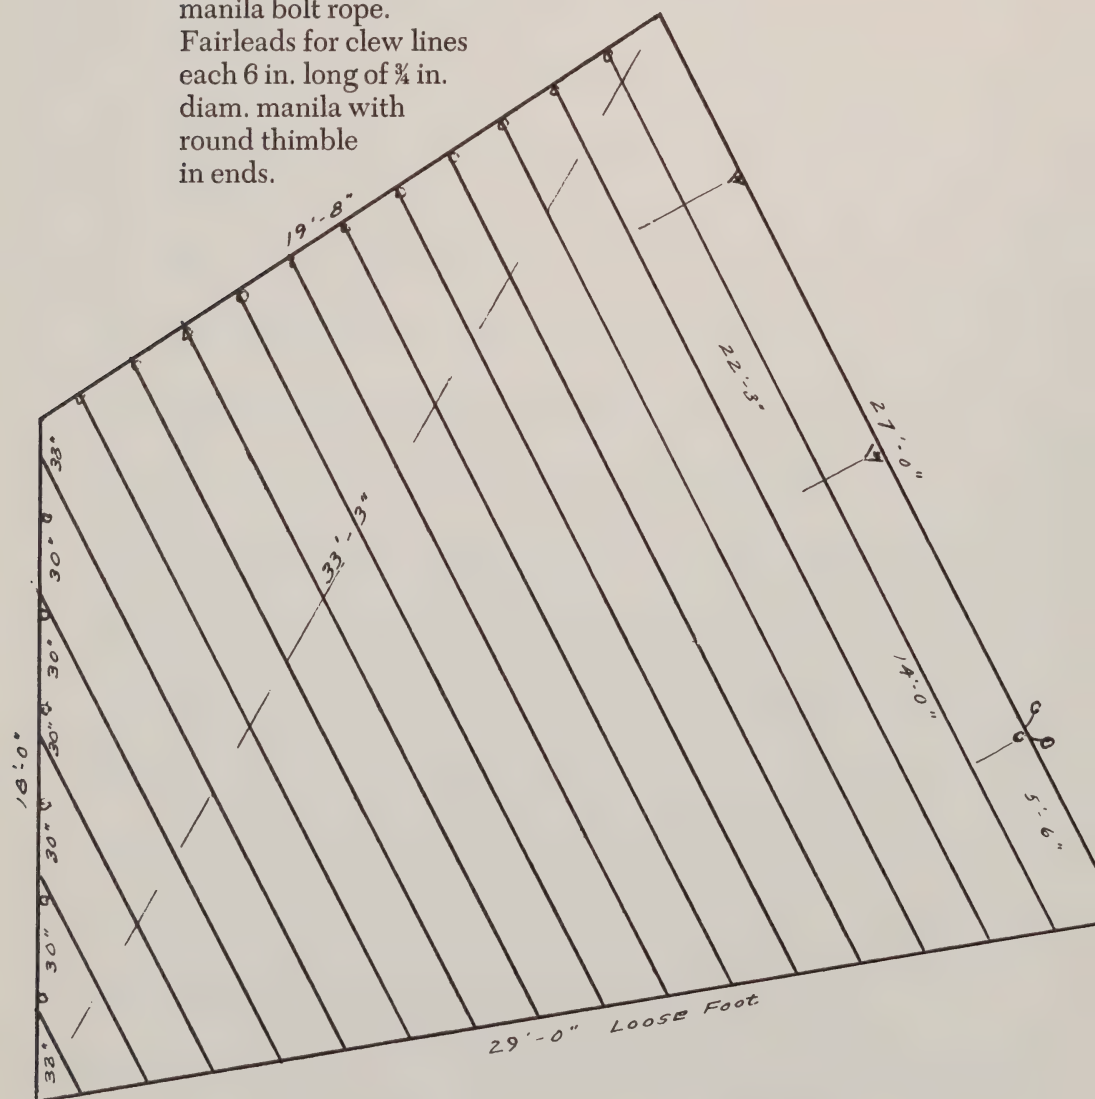 manila bolt rope.
Fairleads for clew lines
each 6 in. long of ¾ in.
diam. manila with
round thimble
in ends.
19'-8"
33"
30"
30"
30"
30"
30"
33"
18'-0"
33'-3"
22'-3"
27'-0"
14'-0"
5'-6"
29'-0" LOOSE FOOT